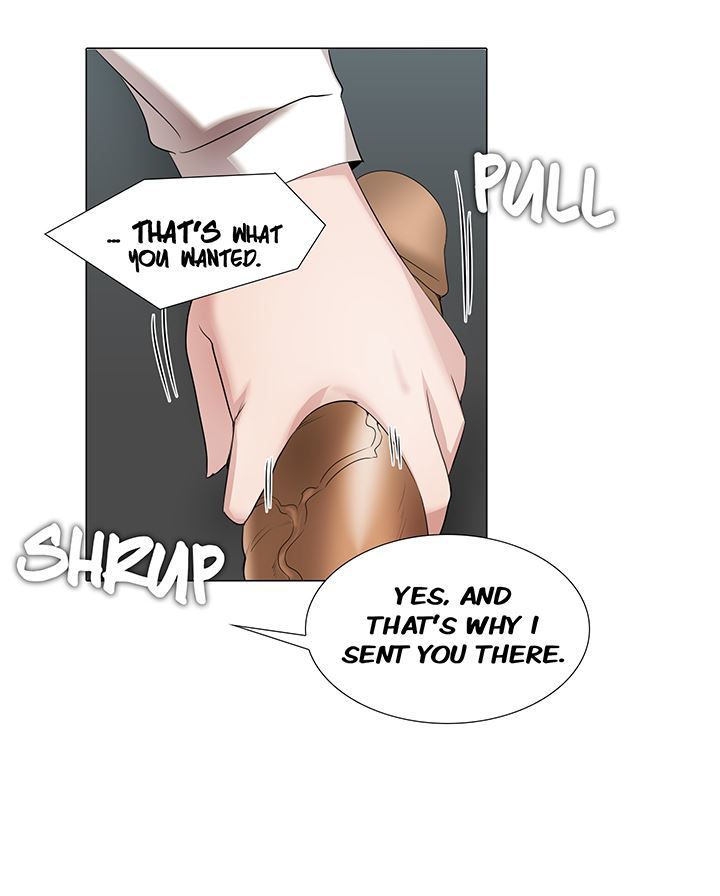 PULL
... THAT'S WHAT
YOU WANTED.
SHRUP
YES, AND
THAT'S WHY I
SENT YOU THERE.